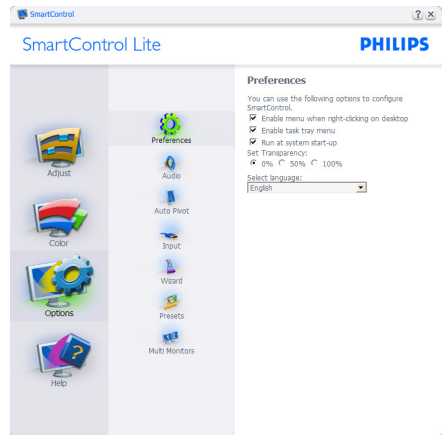 SmartControl
SmartControl Lite
PHILIPS
Adjust
Color
Options
Help
Preferences
Audio
Auto Pivot
Input
Wizard
Presets
Multi Monitors
Preferences
You can use the following options to configure
SmartControl.
Enable menu when right-clicking on desktop
Enable task tray menu
Run at system start-up
Set Transparency:
0% 50% 100%
Select language:
English